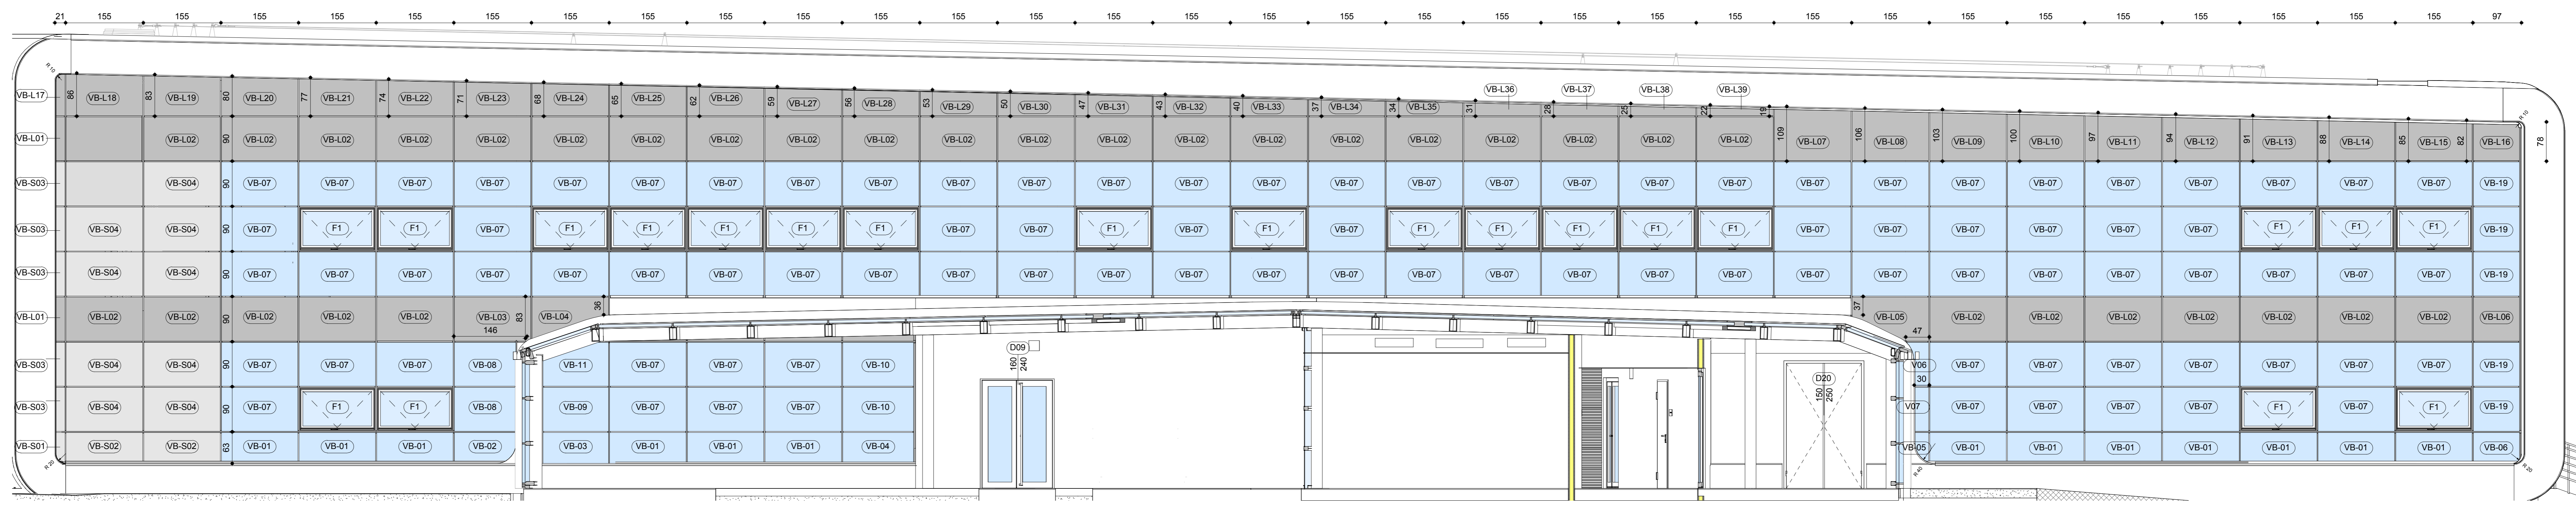 21 155 155 155 155 155 155 155 155 155 155 155 155 155 155 155 155 155 155 155 155 155 155 155 155 155 155 155 155 155 155 155 97
R 10
VB-L17 86 VB-L18 83 VB-L19 80 VB-L20 77 VB-L21 74 VB-L22 71 VB-L23 68 VB-L24 65 VB-L25 62 VB-L26 59 VB-L27 56 VB-L28 53 VB-L29 50 VB-L30 47 VB-L31 43 VB-L32 40 VB-L33 37 VB-L34 34 VB-L35 31 VB-L36 28 VB-L37 25 VB-L38 22 VB-L39 19
R 10
VB-L01 VB-L02 90 VB-L02 VB-L02 VB-L02 VB-L02 VB-L02 VB-L02 VB-L02 VB-L02 VB-L02 VB-L02 VB-L02 VB-L02 VB-L02 VB-L02 VB-L02 VB-L02 VB-L02 VB-L02 VB-L02 VB-L02 109 VB-L07 106 VB-L08 103 VB-L09 100 VB-L10 97 VB-L11 94 VB-L12 91 VB-L13 88 VB-L14 85 VB-L15 82 VB-L16 78
VB-S03 VB-S04 90 VB-07 VB-07 VB-07 VB-07 VB-07 VB-07 VB-07 VB-07 VB-07 VB-07 VB-07 VB-07 VB-07 VB-07 VB-07 VB-07 VB-07 VB-07 VB-07 VB-07 VB-07 VB-07 VB-07 VB-07 VB-07 VB-07 VB-07 VB-07 VB-07 VB-19
VB-S03 VB-S04 VB-S04 90 VB-07 F1 F1 VB-07 F1 F1 F1 F1 F1 VB-07 VB-07 F1 VB-07 F1 VB-07 F1 F1 F1 F1 F1 VB-07 VB-07 VB-07 VB-07 VB-07 VB-07 F1 F1 F1 VB-19
VB-S03 VB-S04 VB-S04 90 VB-07 VB-07 VB-07 VB-07 VB-07 VB-07 VB-07 VB-07 VB-07 VB-07 VB-07 VB-07 VB-07 VB-07 VB-07 VB-07 VB-07 VB-07 VB-07 VB-07 VB-07 VB-07 VB-07 VB-07 VB-07 VB-07 VB-07 VB-07 VB-07 VB-19
VB-L01 VB-L02 VB-L02 90 VB-L02 VB-L02 VB-L02 VB-L03 83 VB-L04 36 37 VB-L05 VB-L02 VB-L02 VB-L02 VB-L02 VB-L02 VB-L02 VB-L02 VB-L06
146 47
VB-S03 VB-S04 VB-S04 90 VB-07 VB-07 VB-07 VB-08 VB-11 VB-07 VB-07 VB-07 VB-10 D09 160 240 V06 VB-07 VB-07 VB-07 VB-07 VB-07 VB-07 VB-07 VB-19
D20 150 250 30
VB-S03 VB-S04 VB-S04 90 VB-07 F1 F1 VB-08 VB-09 VB-07 VB-07 VB-07 VB-10 V07 VB-07 VB-07 VB-07 VB-07 F1 VB-07 F1 VB-19
VB-S01 VB-S02 VB-S02 63 VB-01 VB-01 VB-01 VB-02 VB-03 VB-01 VB-01 VB-01 VB-04 VB-05 VB-01 VB-01 VB-01 VB-01 VB-01 VB-01 VB-01 VB-06
R 20 R 40 R 20